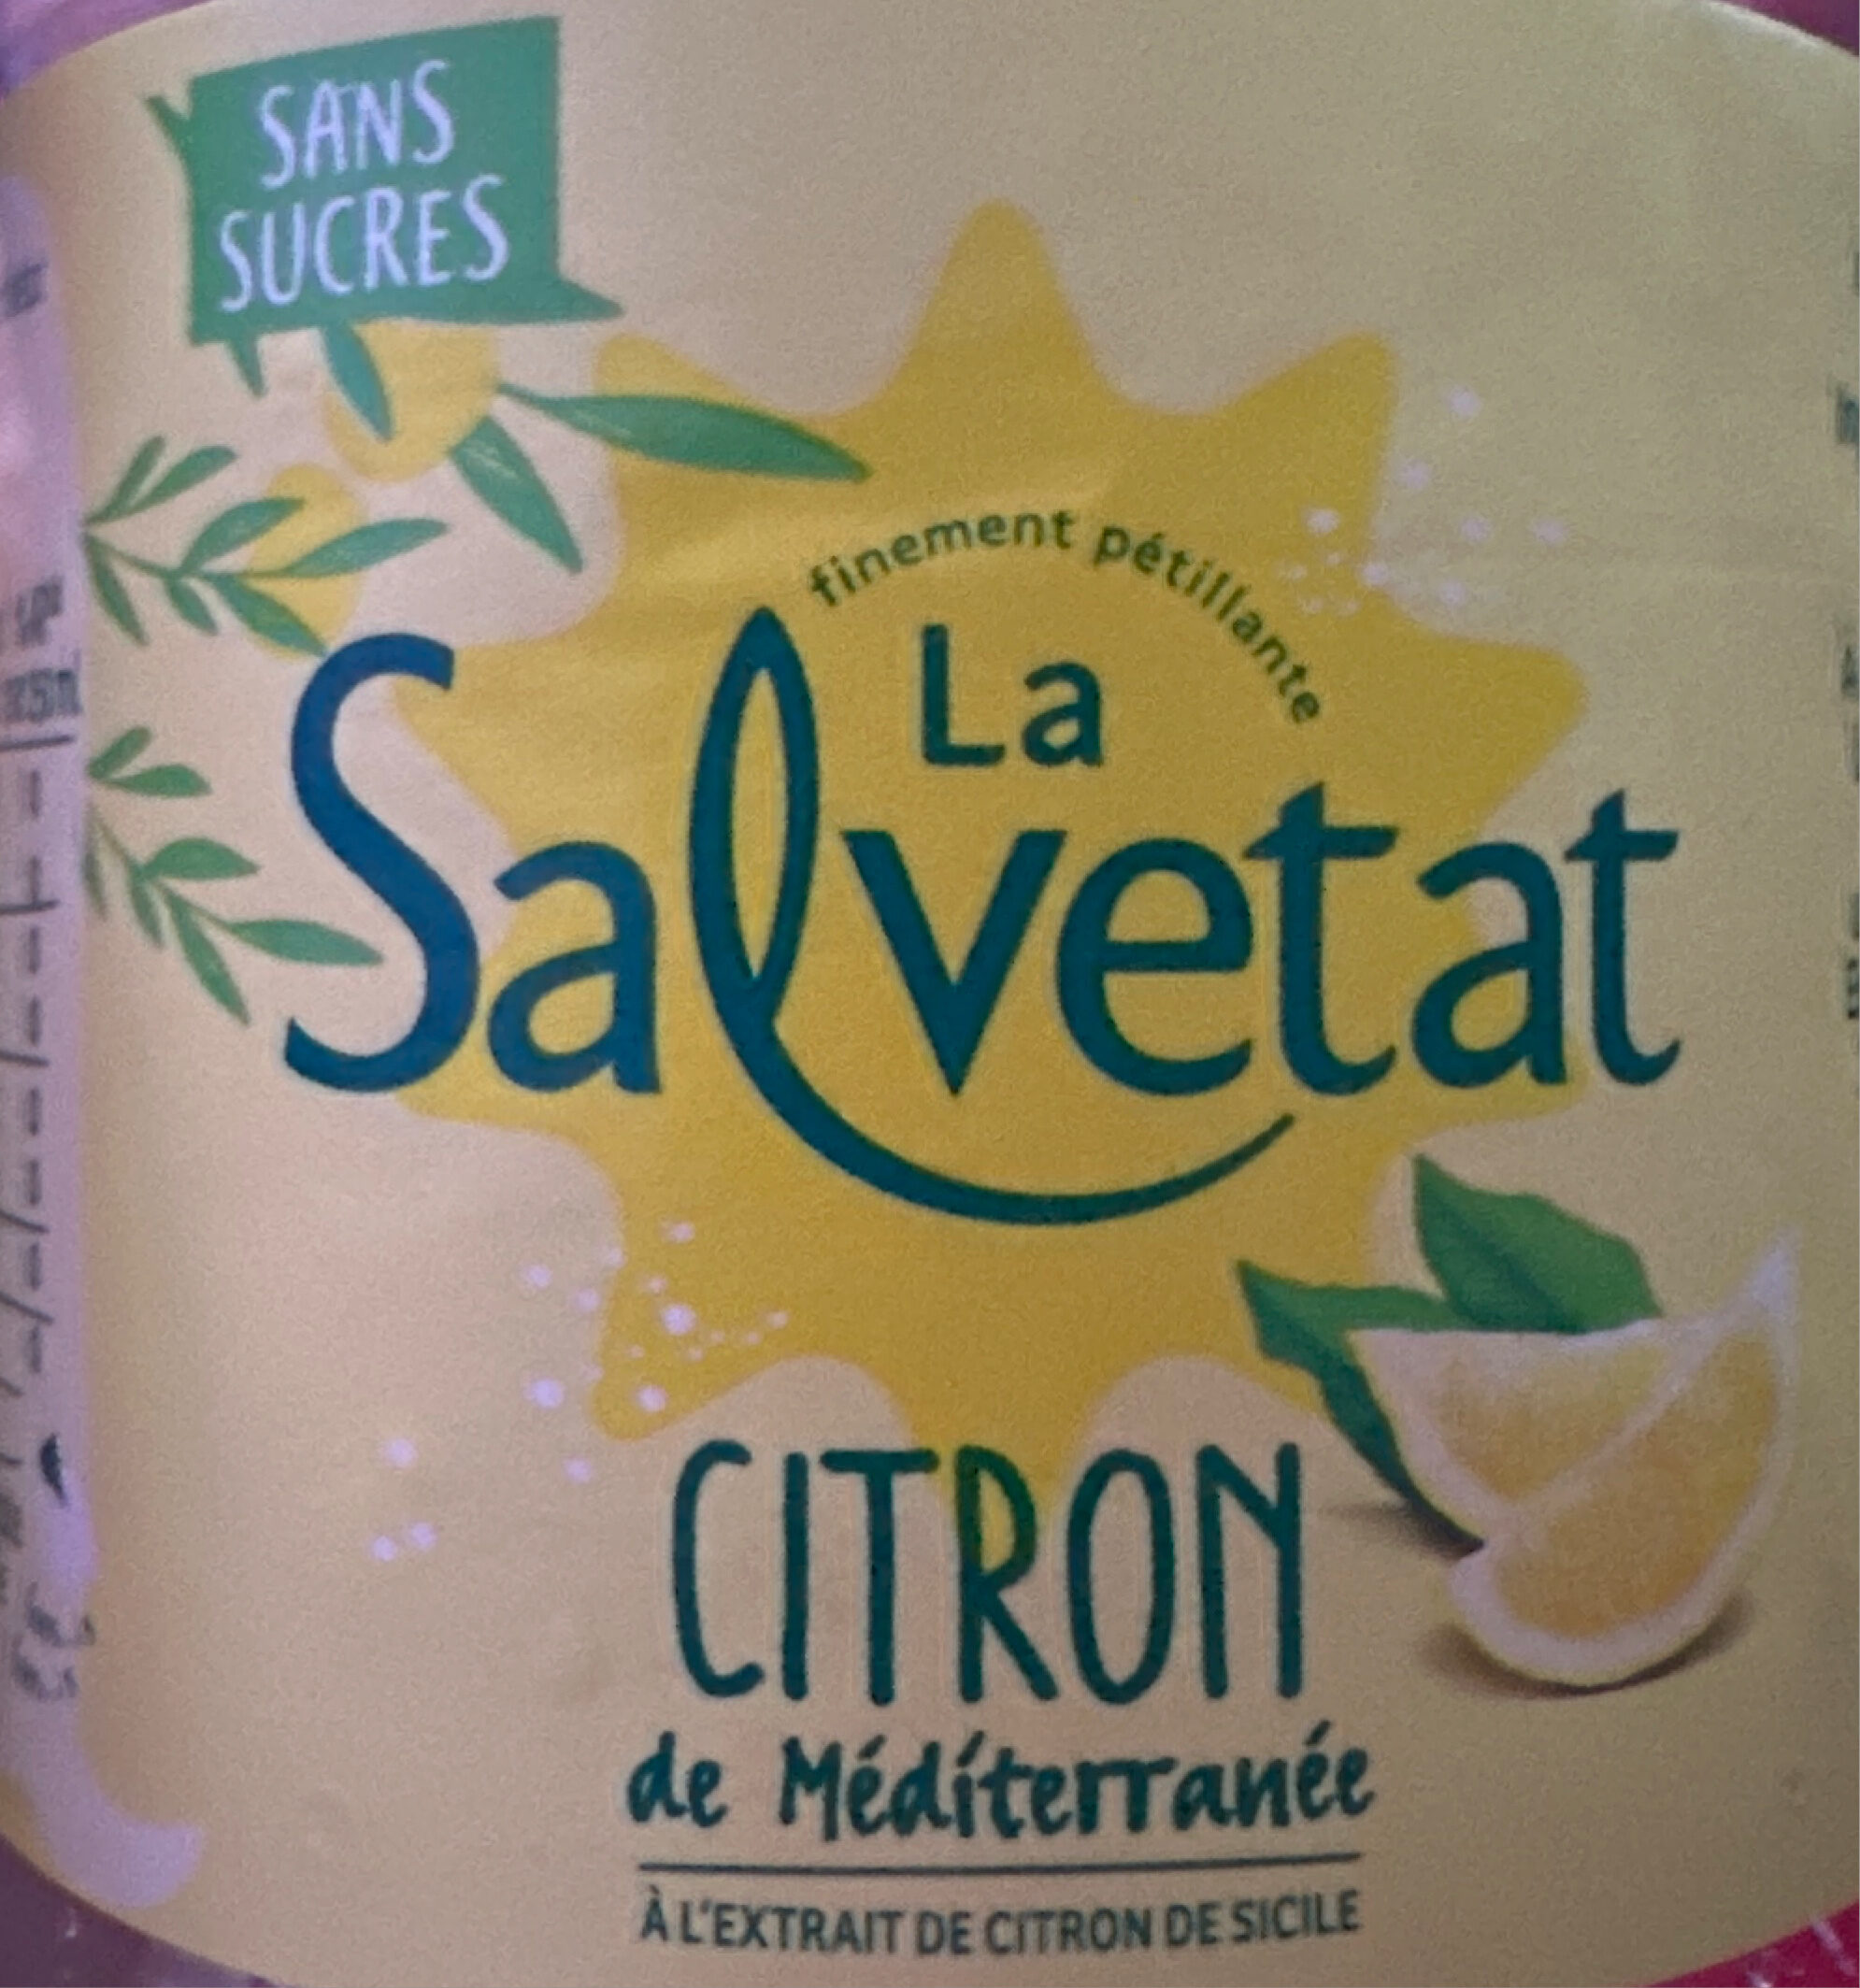 SANS
SUCRES
finement pétillante
La
Salvetat
CITRON
de Méditerranée
À L'EXTRAIT DE CITRON DE SICILE